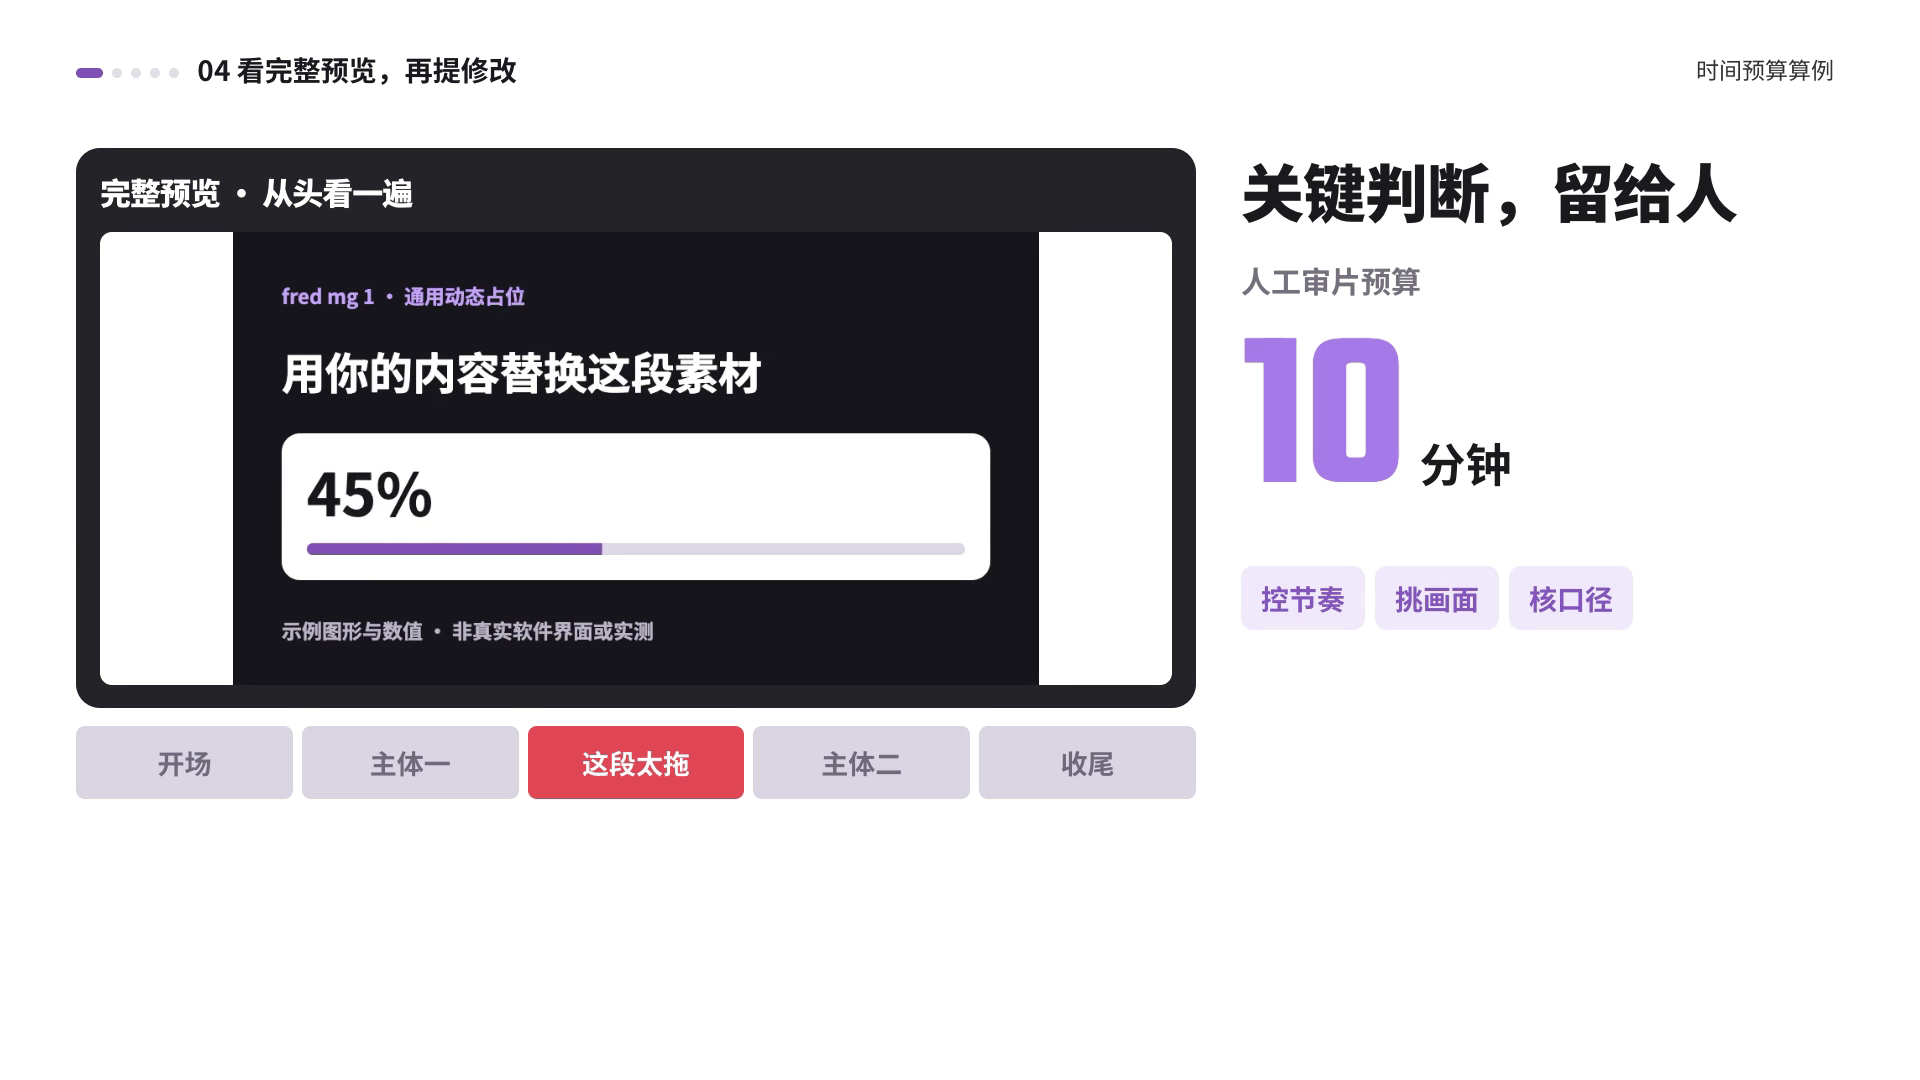 04 看完整预览，再提修改
时间预算算例
完整预览 · 从头看一遍
fred mg 1 · 通用动态占位
用你的内容替换这段素材
45%
示例图形与数值 · 非真实软件界面或实测
开场
主体一
这段太拖
主体二
收尾
关键判断，留给人
人工审片预算
10 分钟
控节奏
挑画面
核口径